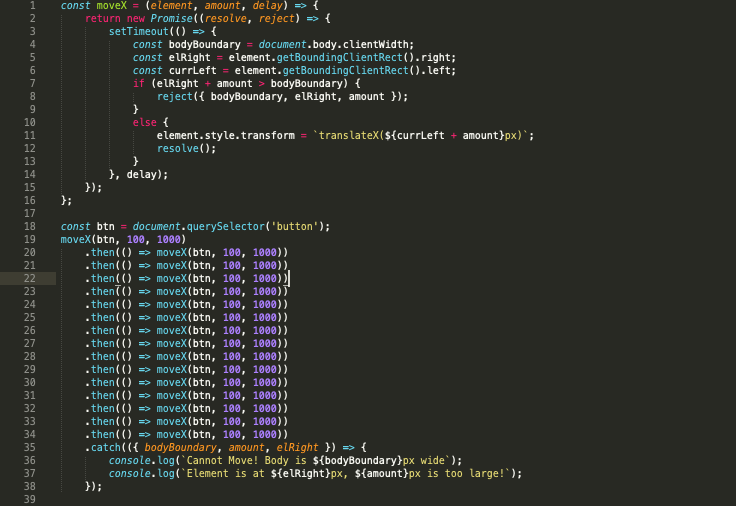 1 const moveX = (element, amount, delay) => {
2     return new Promise((resolve, reject) => {
3         setTimeout(() => {
4             const bodyBoundary = document.body.clientWidth;
5             const elRight = element.getBoundingClientRect().right;
6             const currLeft = element.getBoundingClientRect().left;
7             if (elRight + amount > bodyBoundary) {
8                 reject({ bodyBoundary, elRight, amount });
9             }
10             else {
11                 element.style.transform = `translateX(${currLeft + amount}px)`;
12                 resolve();
13             }
14         }, delay);
15     });
16 };
17
18 const btn = document.querySelector('button');
19 moveX(btn, 100, 1000)
20     .then(() => moveX(btn, 100, 1000))
21     .then(() => moveX(btn, 100, 1000))
22     .then(() => moveX(btn, 100, 1000))
23     .then(() => moveX(btn, 100, 1000))
24     .then(() => moveX(btn, 100, 1000))
25     .then(() => moveX(btn, 100, 1000))
26     .then(() => moveX(btn, 100, 1000))
27     .then(() => moveX(btn, 100, 1000))
28     .then(() => moveX(btn, 100, 1000))
29     .then(() => moveX(btn, 100, 1000))
30     .then(() => moveX(btn, 100, 1000))
31     .then(() => moveX(btn, 100, 1000))
32     .then(() => moveX(btn, 100, 1000))
33     .then(() => moveX(btn, 100, 1000))
34     .then(() => moveX(btn, 100, 1000))
35     .catch(({ bodyBoundary, amount, elRight }) => {
36         console.log(`Cannot Move! Body is ${bodyBoundary}px wide`);
37         console.log(`Element is at ${elRight}px, ${amount}px is too large!`);
38     });
39